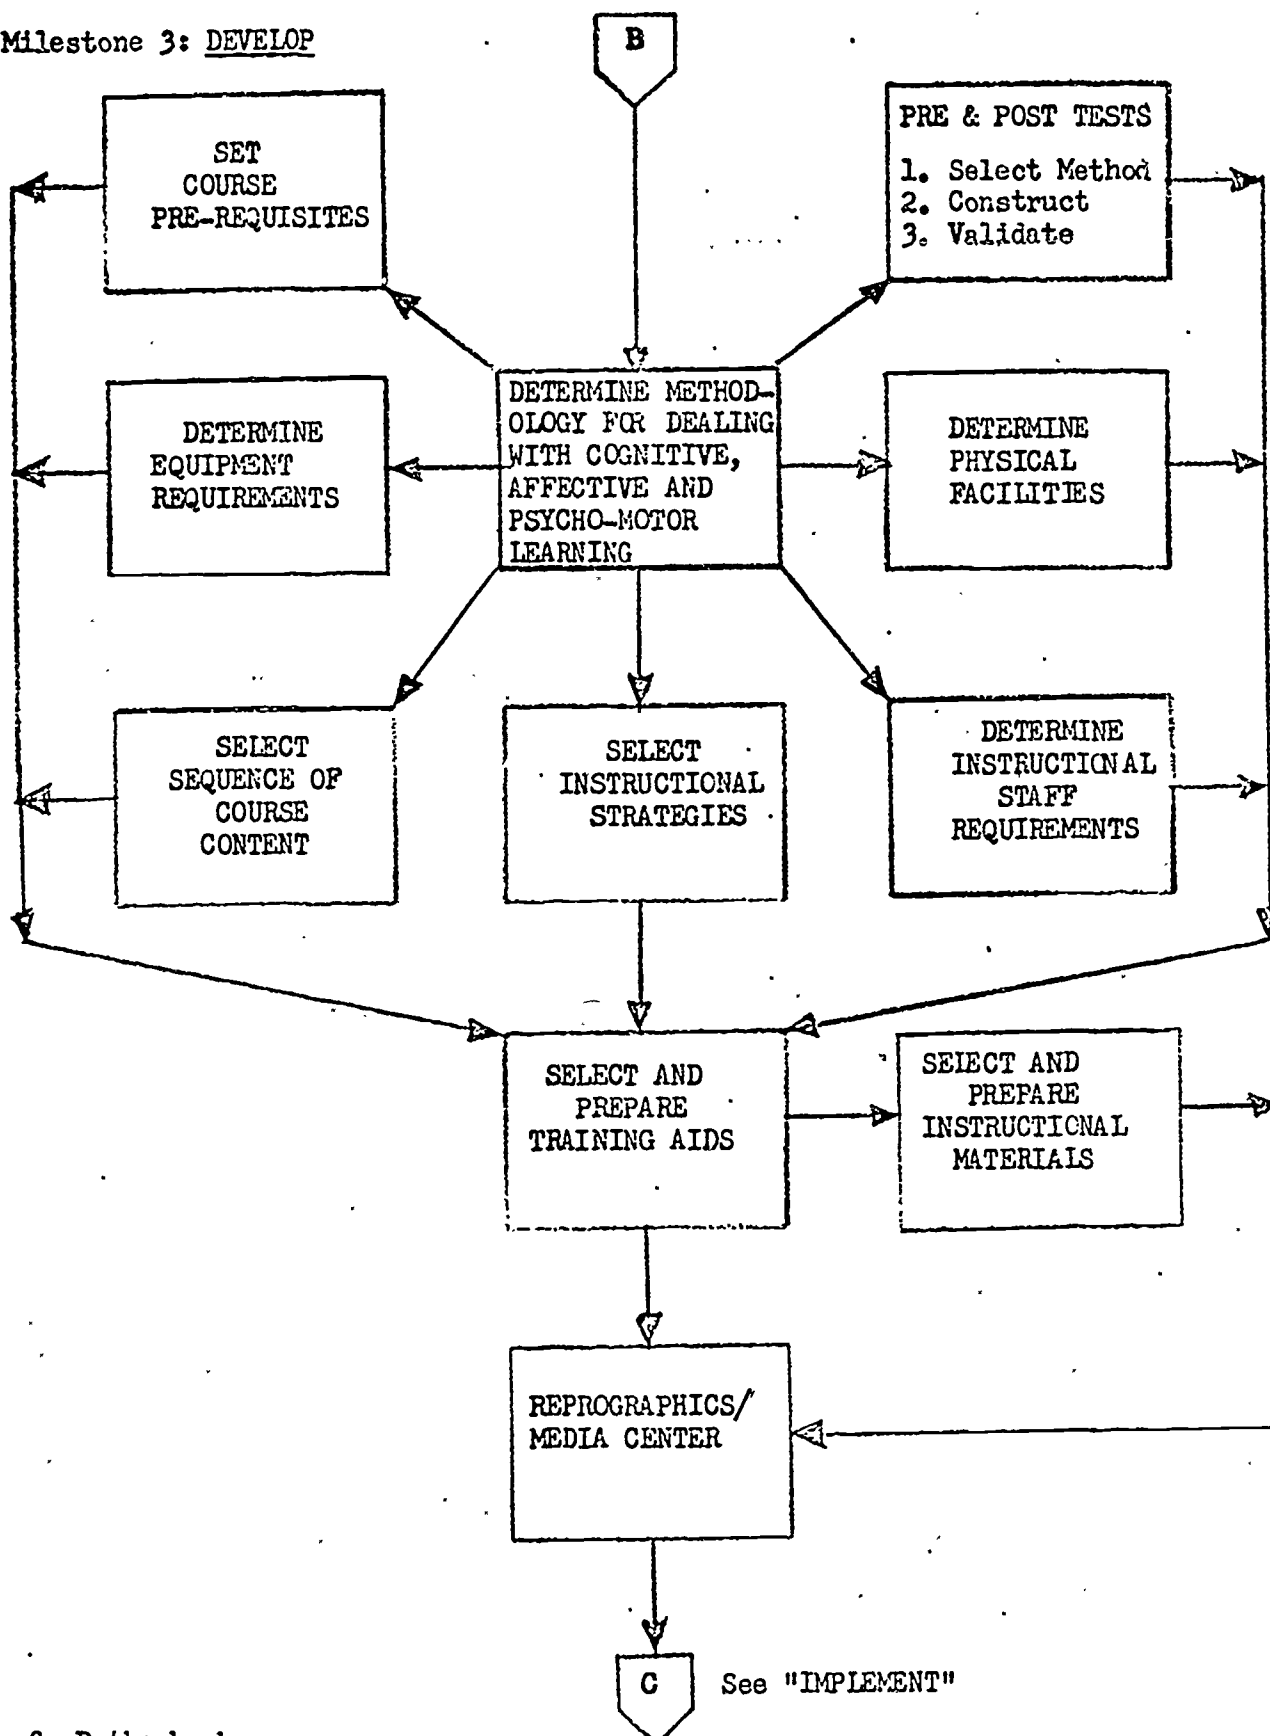 Milestone 3: DEVELOP
B
SET
COURSE
PRE-REQUISITES
PRE & POST TESTS
1. Select Method
2. Construct
3. Validate
DETERMINE
EQUIPMENT
REQUIREMENTS
DETERMINE METHOD-
OLOGY FOR DEALING
WITH COGNITIVE,
AFFECTIVE AND
PSYCHO-MOTOR
LEARNING
DETERMINE
PHYSICAL
FACILITIES
SELECT
SEQUENCE OF
COURSE
CONTENT
SELECT
INSTRUCTIONAL
STRATEGIES
DETERMINE
INSTRUCTIONAL
STAFF
REQUIREMENTS
SELECT AND
PREPARE
TRAINING AIDS
SELECT AND
PREPARE
INSTRUCTIONAL
MATERIALS
REPROGRAPHICS/
MEDIA CENTER
C
See "IMPLEMENT"